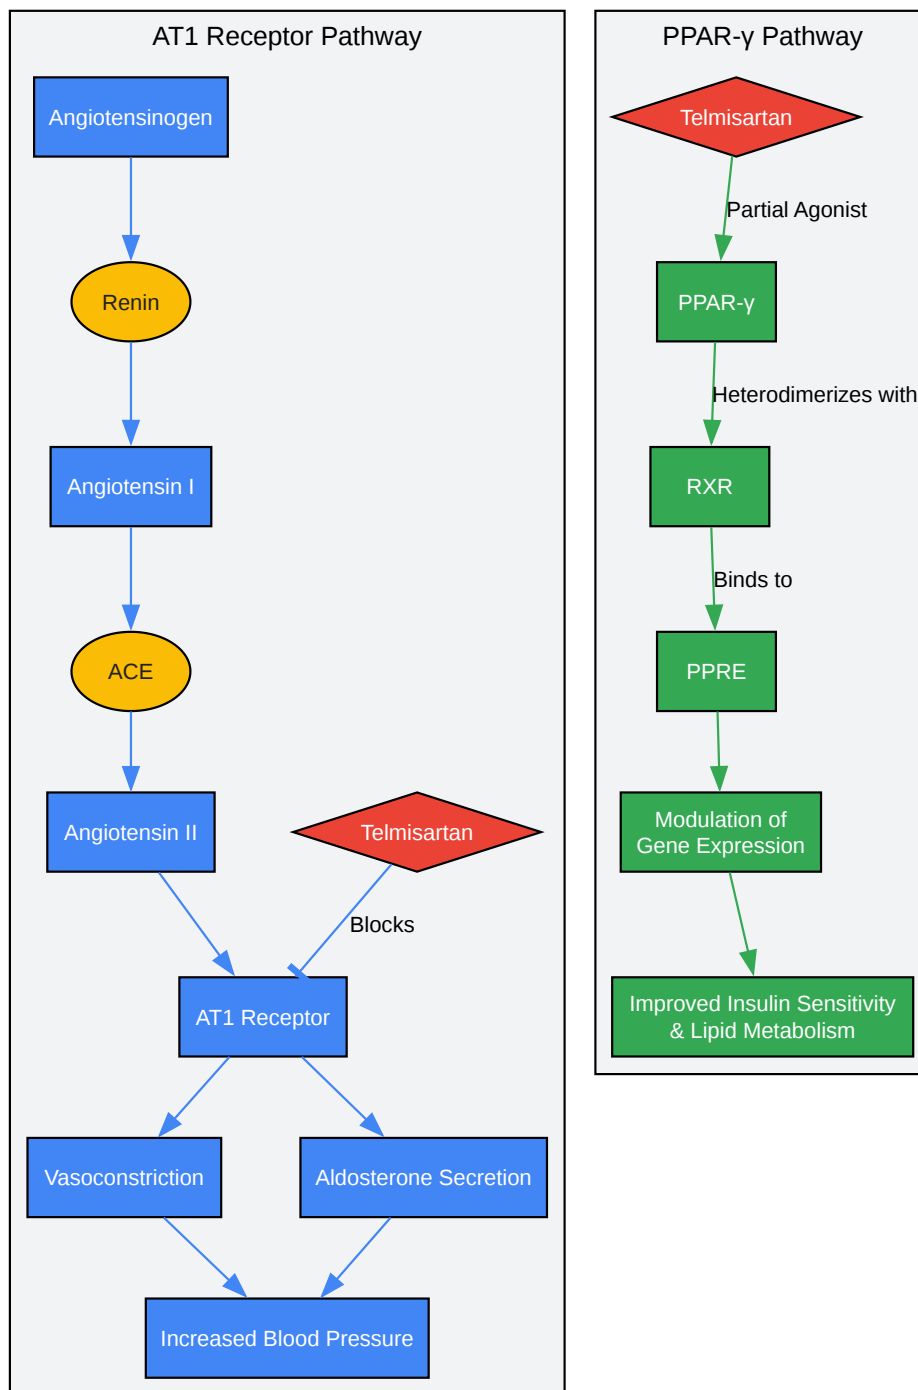 AT1 Receptor Pathway
Angiotensinogen
Renin
Angiotensin I
ACE
Angiotensin II
Telmisartan
Blocks
AT1 Receptor
Vasoconstriction
Aldosterone Secretion
Increased Blood Pressure
PPAR-γ Pathway
Telmisartan
Partial Agonist
PPAR-γ
Heterodimerizes with
RXR
Binds to
PPRE
Modulation of
Gene Expression
Improved Insulin Sensitivity
& Lipid Metabolism